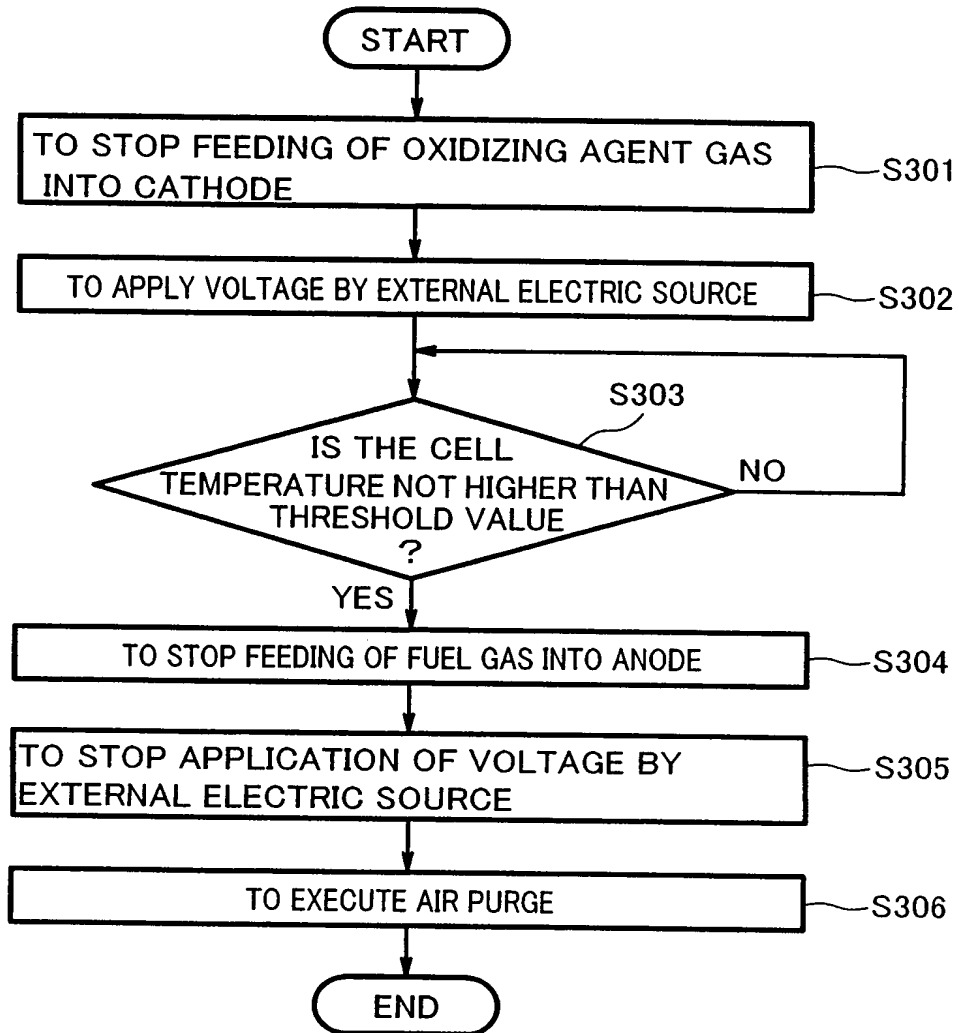 START
TO STOP FEEDING OF OXIDIZING AGENT GAS
INTO CATHODE
S301
TO APPLY VOLTAGE BY EXTERNAL ELECTRIC SOURCE
S302
S303
IS THE CELL
TEMPERATURE NOT HIGHER THAN
THRESHOLD VALUE
?
NO
YES
TO STOP FEEDING OF FUEL GAS INTO ANODE
S304
TO STOP APPLICATION OF VOLTAGE BY
EXTERNAL ELECTRIC SOURCE
S305
TO EXECUTE AIR PURGE
S306
END